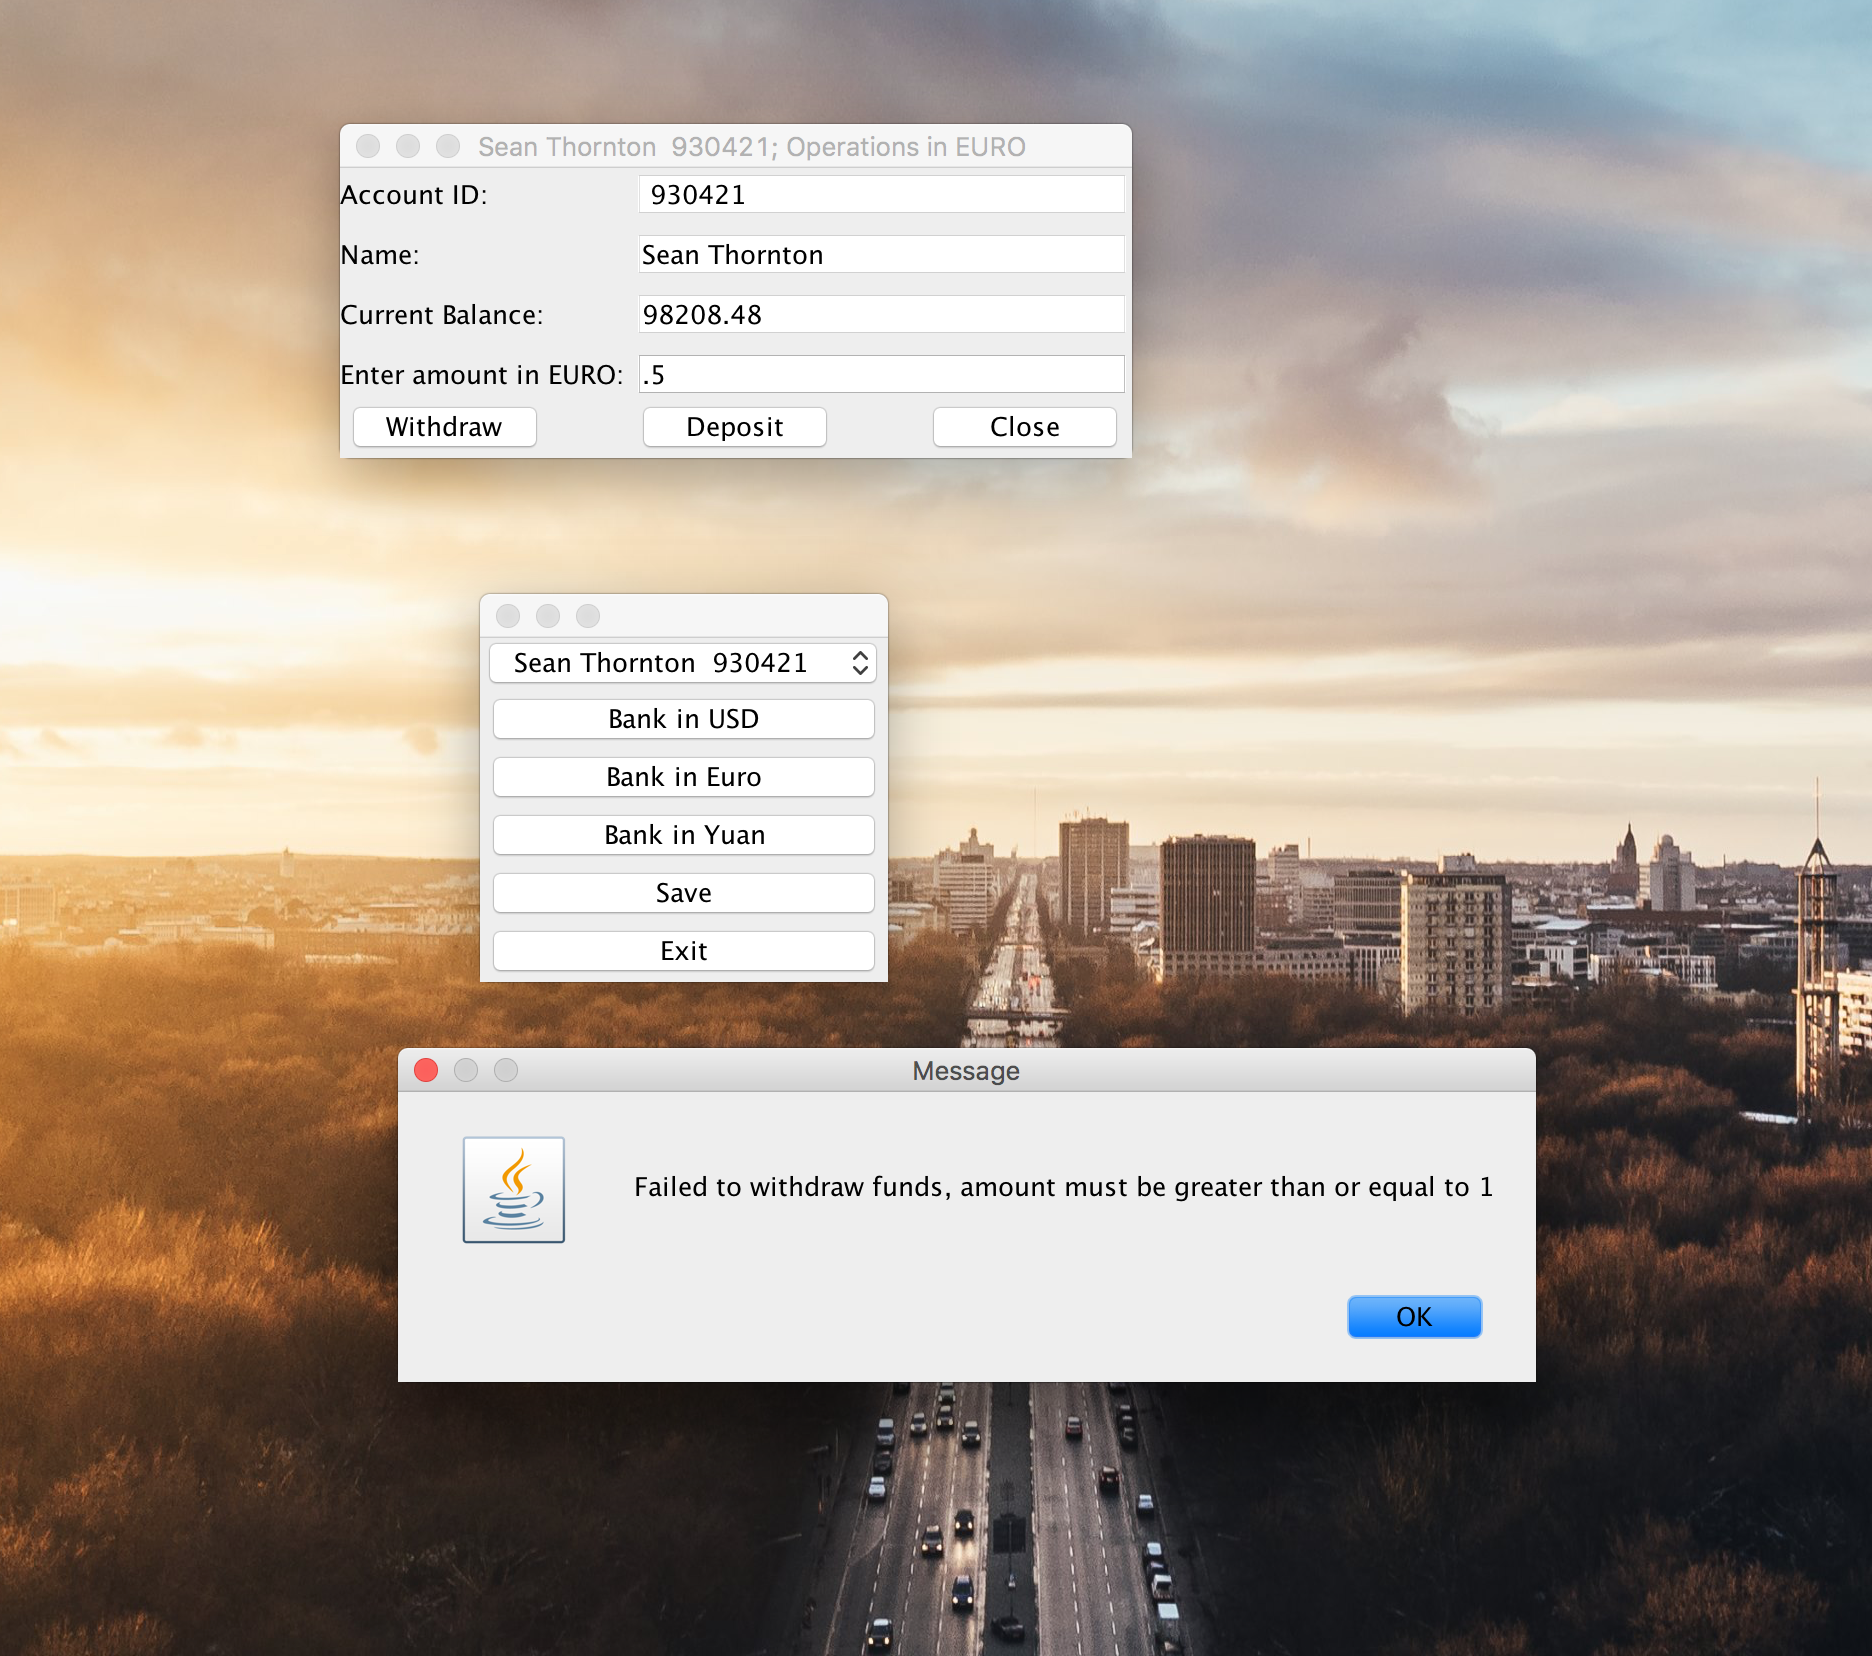 Sean Thornton  930421; Operations in EURO
Account ID: 930421
Name: Sean Thornton
Current Balance: 98208.48
Enter amount in EURO: .5
Withdraw Deposit Close
Sean Thornton  930421
Bank in USD
Bank in Euro
Bank in Yuan
Save
Exit
Message
Failed to withdraw funds, amount must be greater than or equal to 1
OK